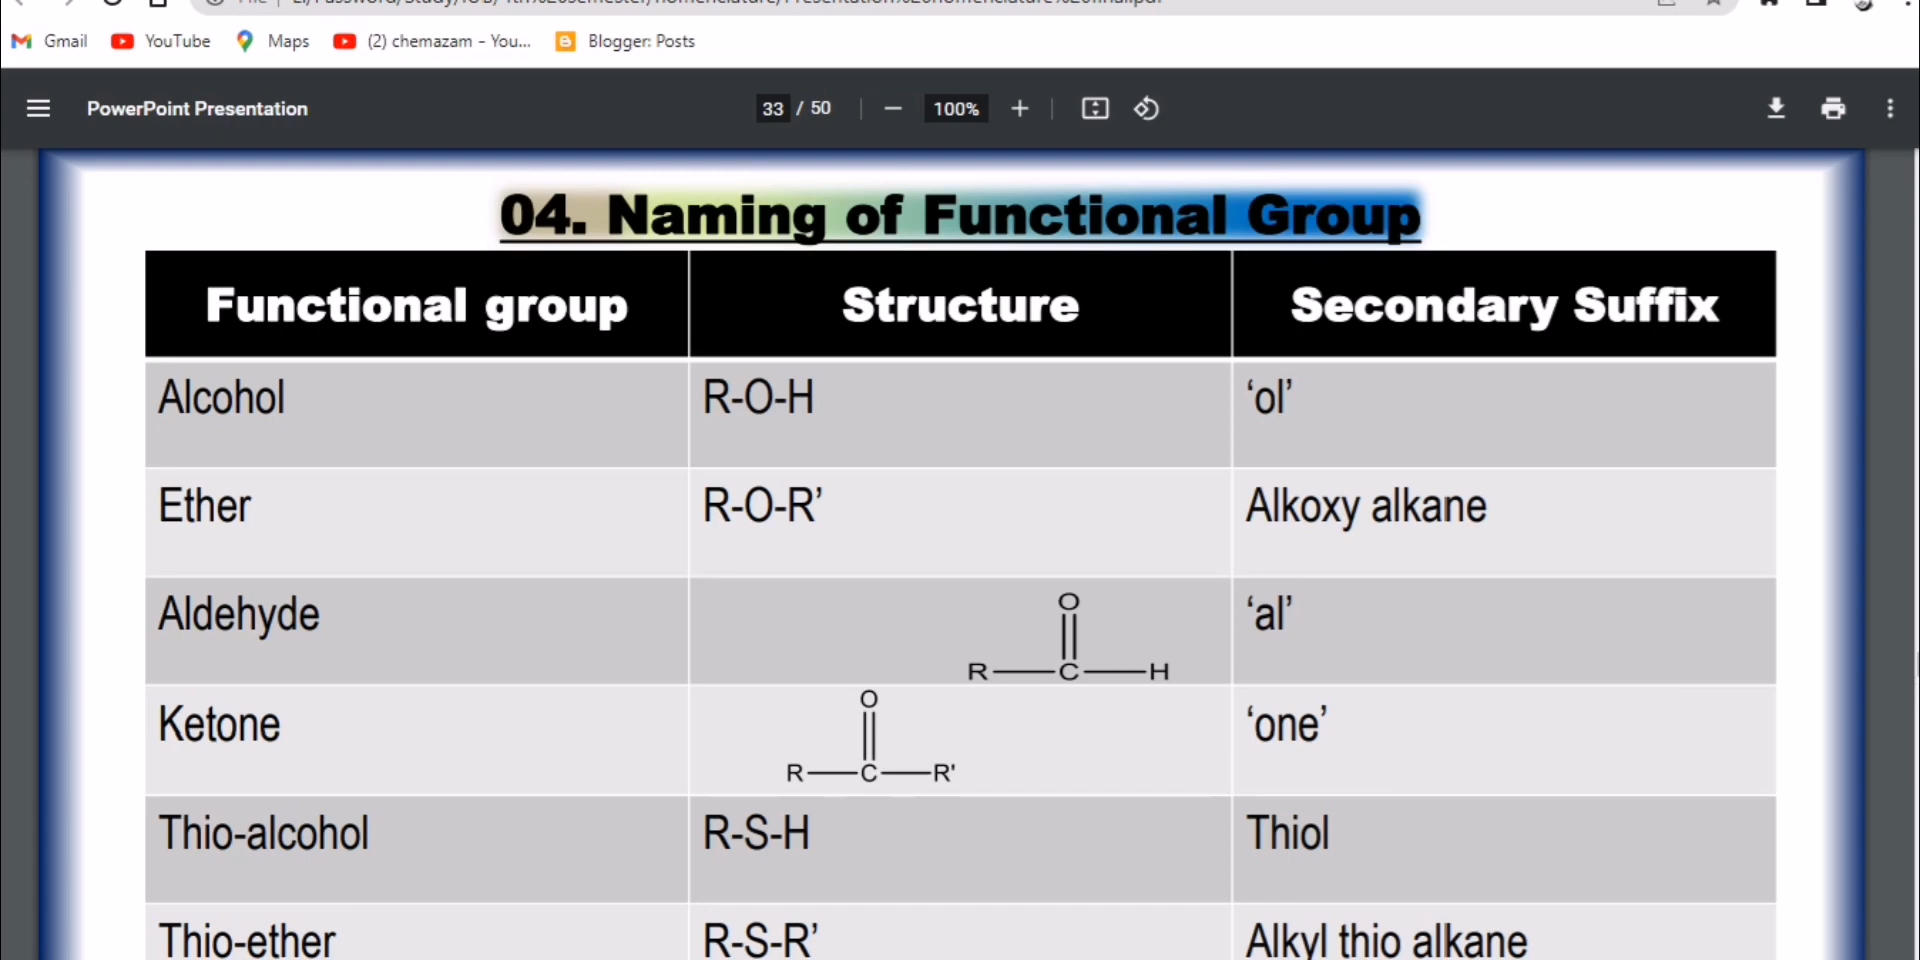 Gmail YouTube Maps (2) chemazam - You... Blogger: Posts
PowerPoint Presentation 33 / 50 100%
04. Naming of Functional Group
Functional group Structure Secondary Suffix
Alcohol R-O-H ‘ol’
Ether R-O-R’ Alkoxy alkane
Aldehyde ‘al’
O
R C H
Ketone ‘one’
O
R C R'
Thio-alcohol R-S-H Thiol
Thio-ether R-S-R’ Alkyl thio alkane